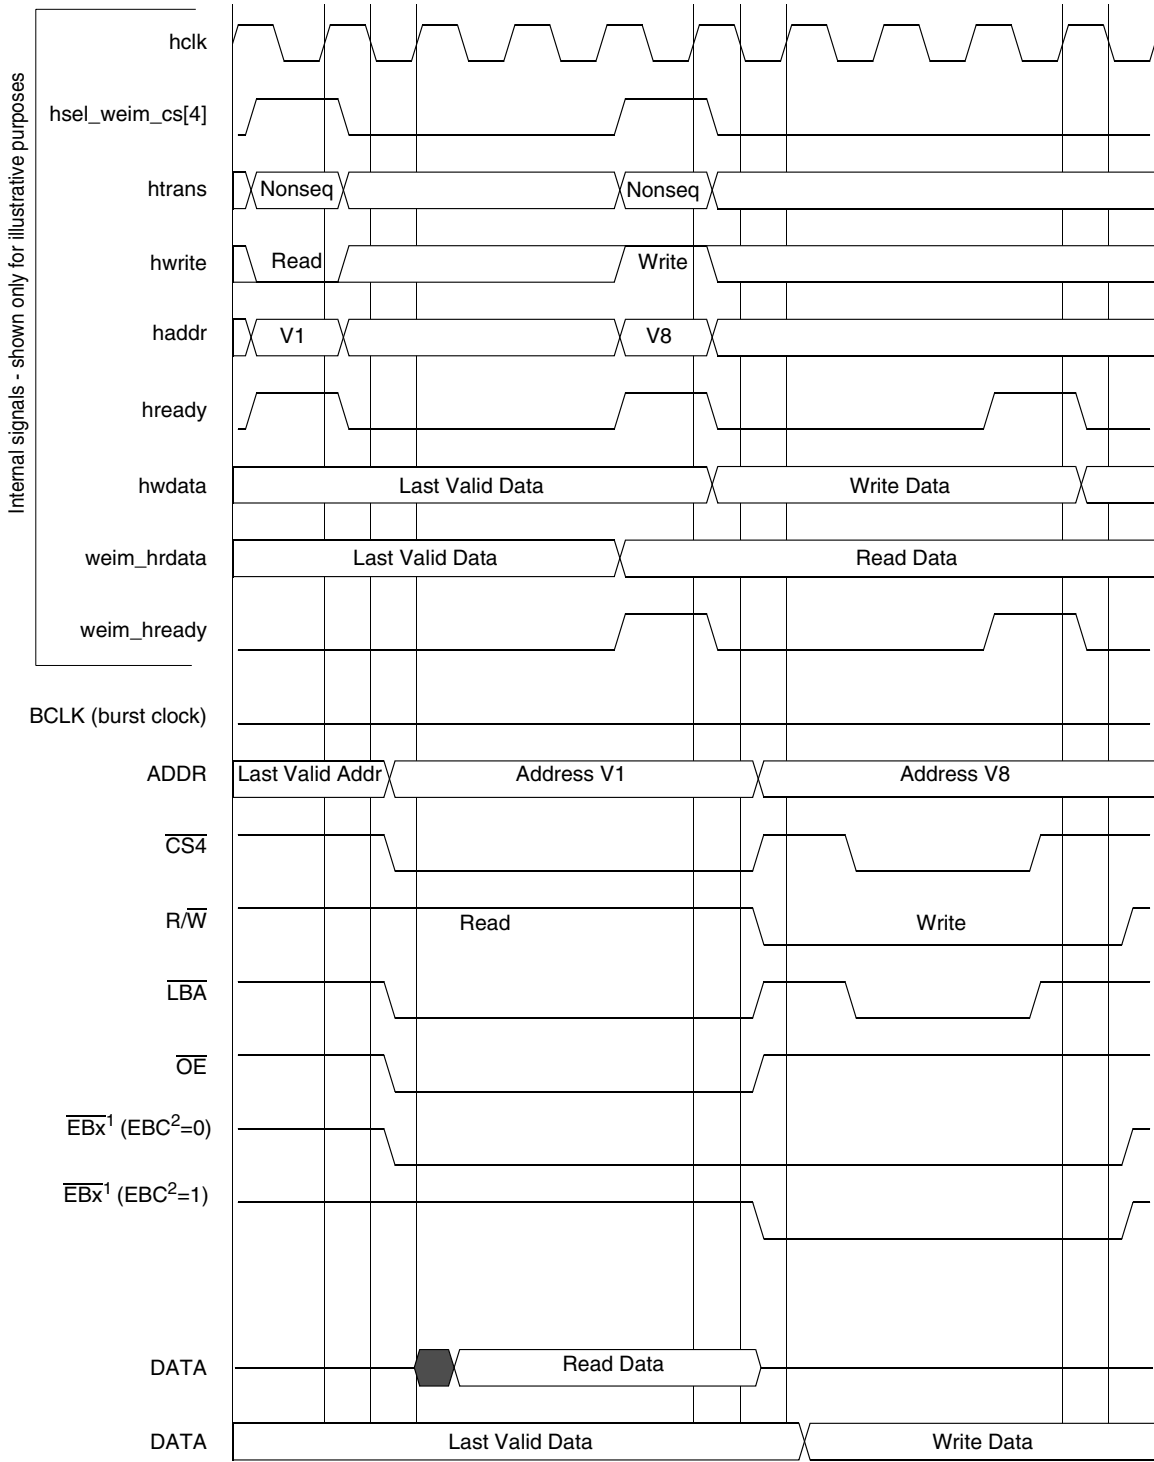 Internal signals - shown only for illustrative purposes
hclk
hsel_weim_cs[4]
htrans Nonseq Nonseq
hwrite Read Write
haddr V1 V8
hready
hwdata Last Valid Data Write Data
weim_hrdata Last Valid Data Read Data
weim_hready
BCLK (burst clock)
ADDR Last Valid Addr Address V1 Address V8
CS4
R/W Read Write
LBA
OE
EBx¹ (EBC²=0)
EBx¹ (EBC²=1)
DATA Read Data
DATA Last Valid Data Write Data